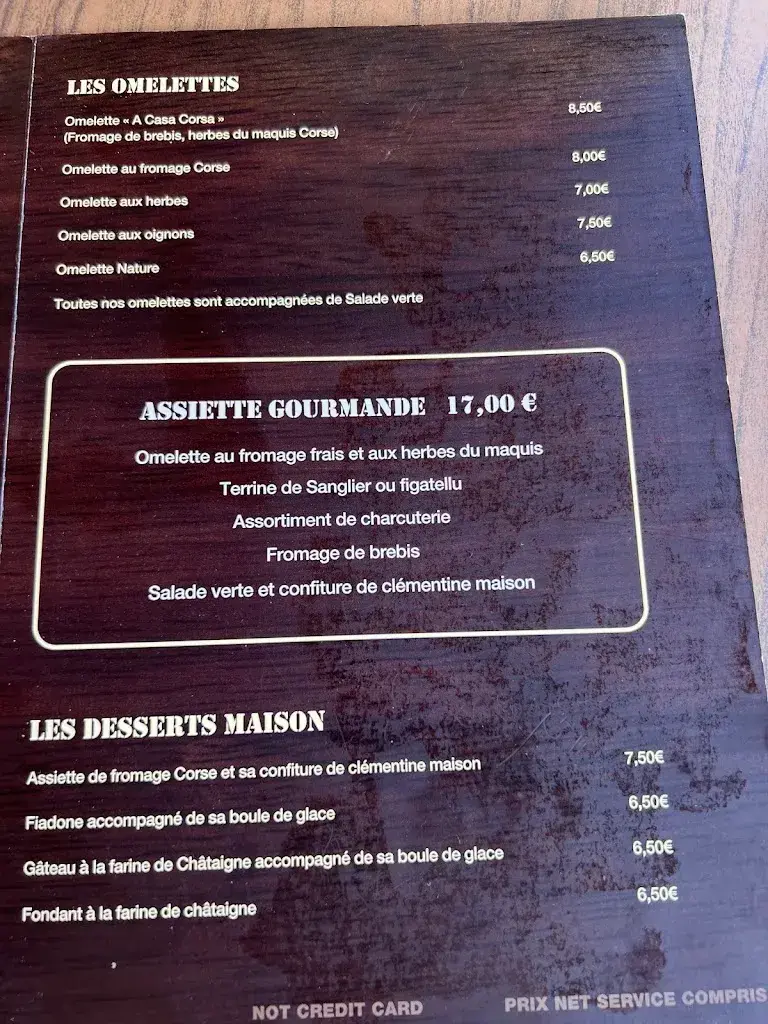 LES OMELETTES
Omelette « A Casa Corsa » 8,50€
(Fromage de brebis, herbes du maquis Corse)
Omelette au fromage Corse 8,00€
Omelette aux herbes 7,00€
Omelette aux oignons 7,50€
Omelette Nature 6,50€
Toutes nos omelettes sont accompagnées de Salade verte
ASSIETTE GOURMANDE 17,00 €
Omelette au fromage frais et aux herbes du maquis
Terrine de Sanglier ou figatellu
Assortiment de charcuterie
Fromage de brebis
Salade verte et confiture de clémentine maison
LES DESSERTS MAISON
Assiette de fromage Corse et sa confiture de clémentine maison 7,50€
Fiadone accompagné de sa boule de glace 6,50€
Gâteau à la farine de Châtaigne accompagné de sa boule de glace 6,50€
Fondant à la farine de châtaigne 6,50€
NOT CREDIT CARD PRIX NET SERVICE COMPRIS